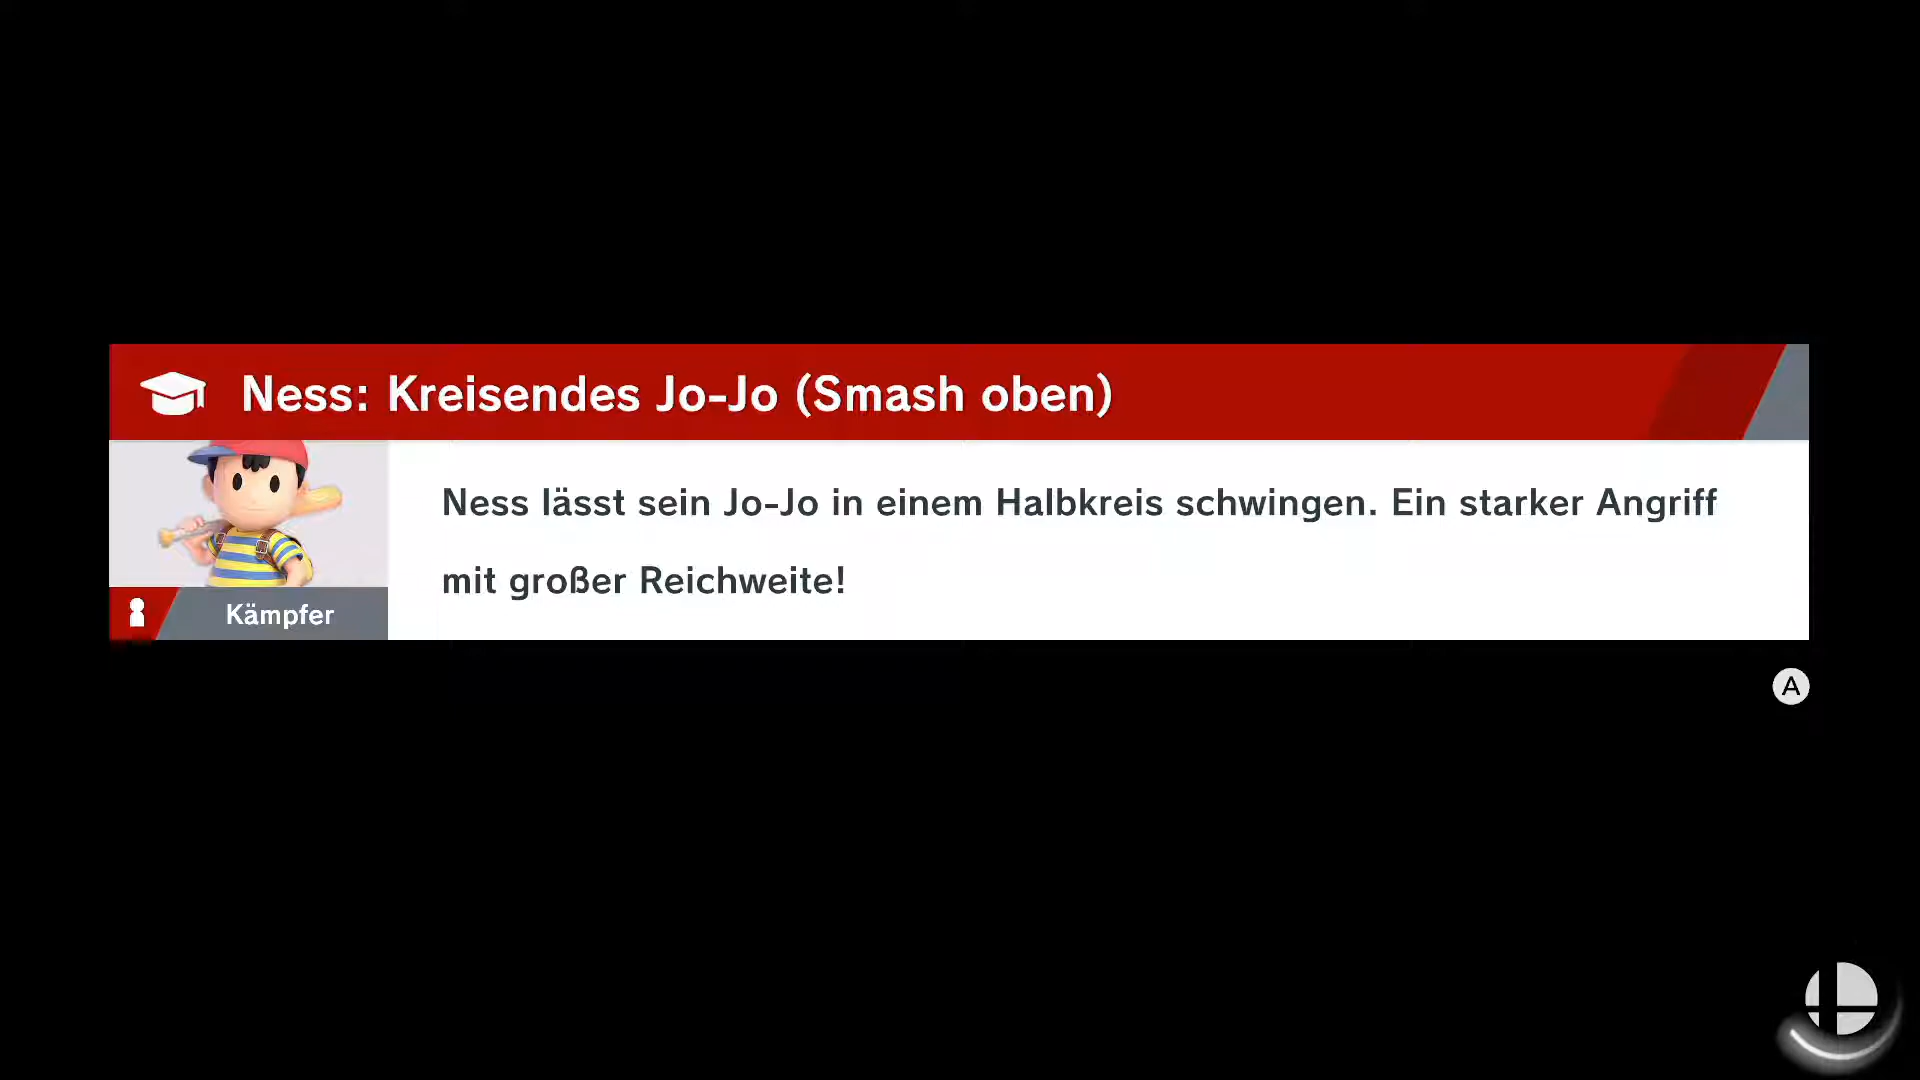 Ness: Kreisendes Jo-Jo (Smash oben)
Ness lässt sein Jo-Jo in einem Halbkreis schwingen. Ein starker Angriff
mit großer Reichweite!
Kämpfer
A